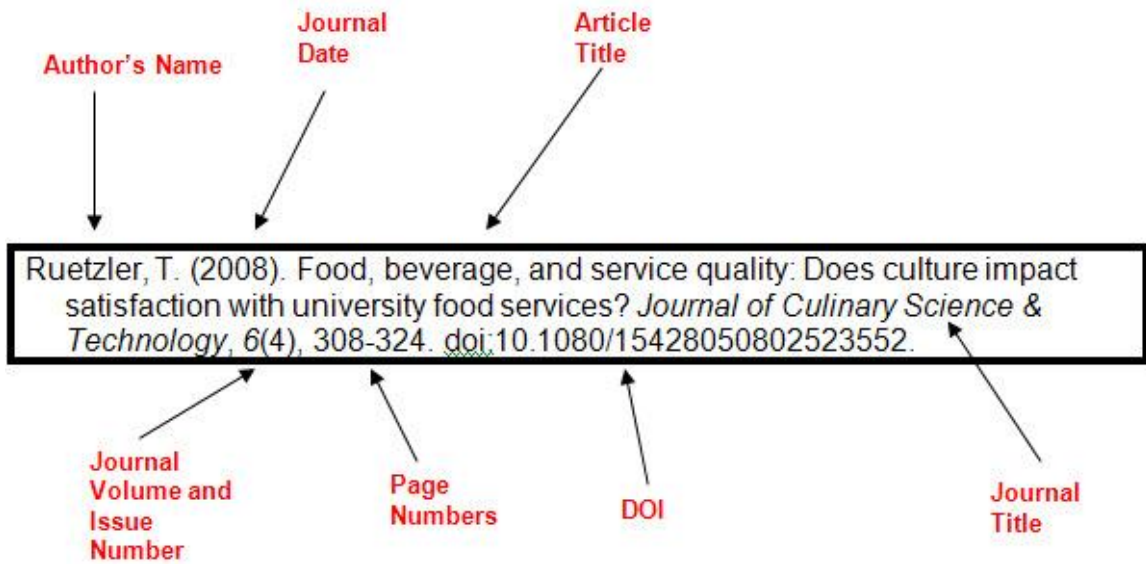 Journal
Date
Article
Title
Author's Name
Ruetzler, T. (2008). Food, beverage, and service quality: Does culture impact
satisfaction with university food services? Journal of Culinary Science &
Technology, 6(4), 308-324. doi:10.1080/15428050802523552.
Journal
Volume and
Issue
Number
Page
Numbers
DOI
Journal
Title